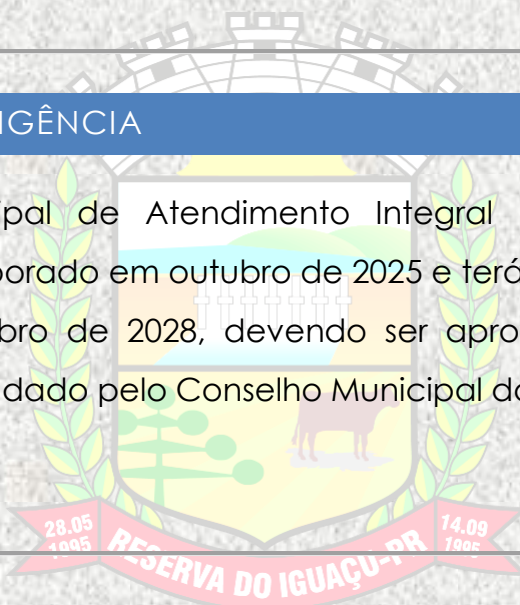 IGÊNCIA
ipal de Atendimento Integral
borado em outubro de 2025 e terá
bro de 2028, devendo ser apro
dado pelo Conselho Municipal do
28.05
1995
14.09
1995
RESERVA DO IGUAÇU-PR